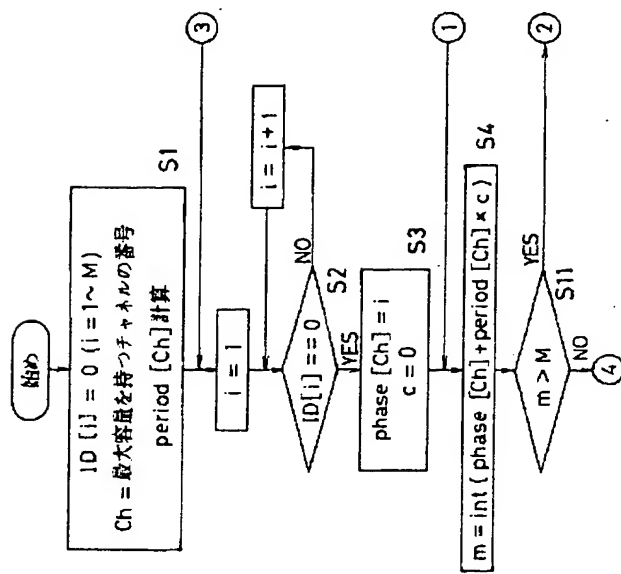 始め
ID [i] = 0 (i = 1~M)
Ch = 最大容量を持つチャネルの番号
period [Ch] 計算
S1
3
i = 1
i = i+1
ID[i] ==0
NO
S2
YES
phase [Ch] = i
c = 0
S3
1
m = int ( phase [Ch] + period [Ch] × c )
S4
m > M
YES
S11
2
NO
4